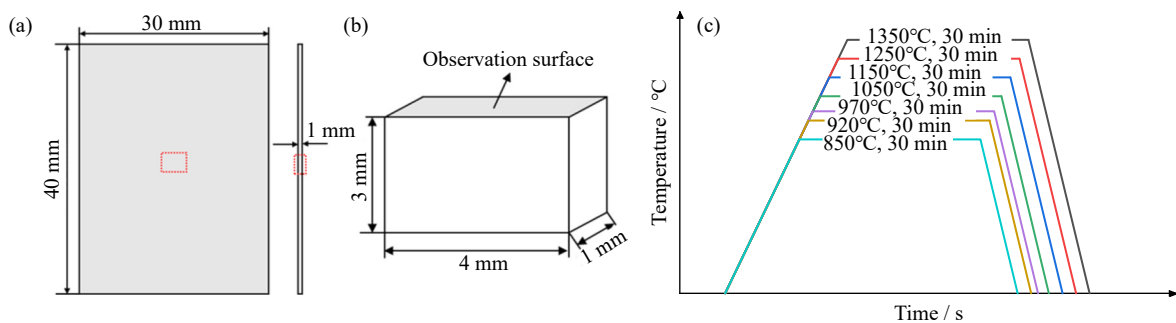 (a)
30 mm
40 mm
1 mm
(b)
Observation surface
3 mm
4 mm
1 mm
(c)
Temperature / °C
1350°C, 30 min
1250°C, 30 min
1150°C, 30 min
1050°C, 30 min
970°C, 30 min
920°C, 30 min
850°C, 30 min
Time / s